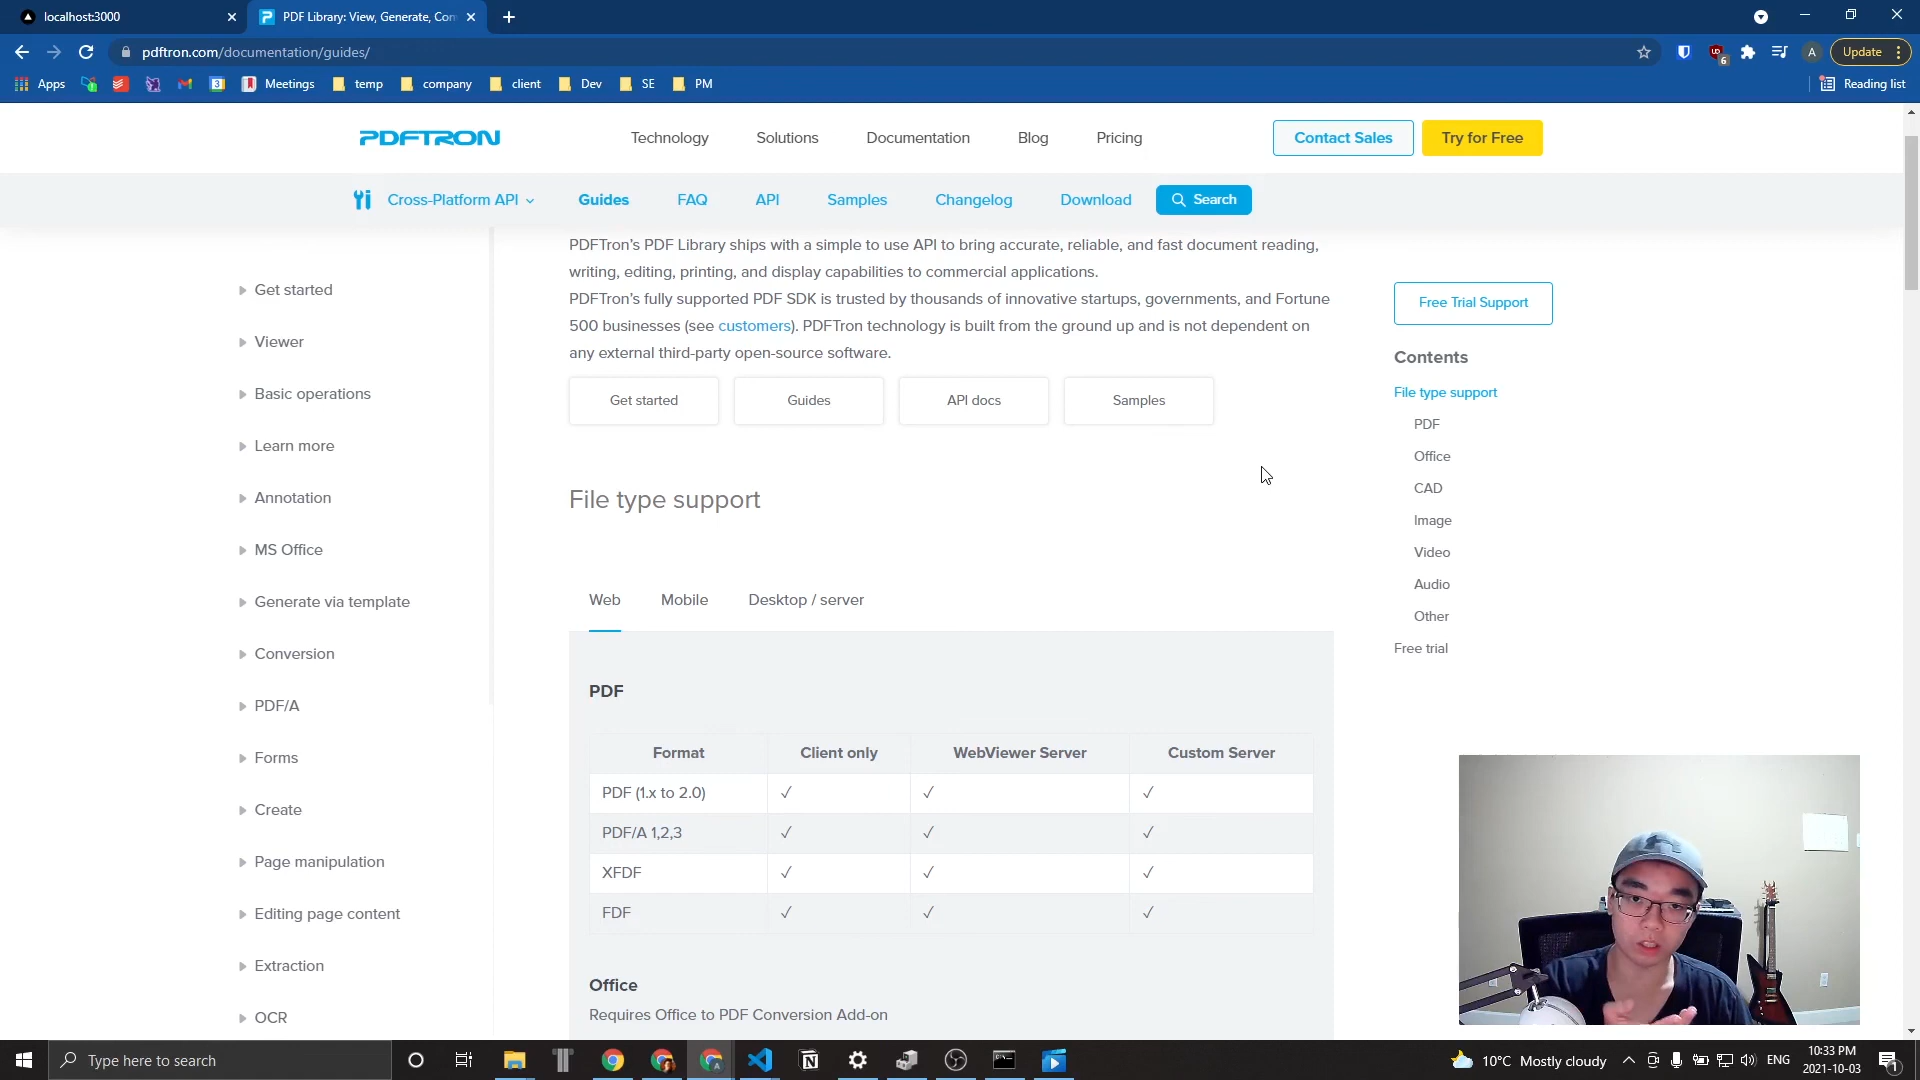 localhost:3000
PDF Library: View, Generate, Con
pdftron.com/documentation/guides/
Update
Apps
Meetings
temp
company
client
Dev
SE
PM
Reading list
PDFTRON
Technology
Solutions
Documentation
Blog
Pricing
Contact Sales
Try for Free
Cross-Platform API
Guides
FAQ
API
Samples
Changelog
Download
Search
Get started
Viewer
Basic operations
Learn more
Annotation
MS Office
Generate via template
Conversion
PDF/A
Forms
Create
Page manipulation
Editing page content
Extraction
OCR
PDFTron's PDF Library ships with a simple to use API to bring accurate, reliable, and fast document reading,
writing, editing, printing, and display capabilities to commercial applications.
PDFTron's fully supported PDF SDK is trusted by thousands of innovative startups, governments, and Fortune
500 businesses (see customers). PDFTron technology is built from the ground up and is not dependent on
any external third-party open-source software.
Get started
Guides
API docs
Samples
File type support
Web
Mobile
Desktop / server
PDF
Format Client only WebViewer Server Custom Server
PDF (1.x to 2.0) ✓ ✓ ✓
PDF/A 1,2,3 ✓ ✓ ✓
XFDF ✓ ✓ ✓
FDF ✓ ✓ ✓
Office
Requires Office to PDF Conversion Add-on
Free Trial Support
Contents
File type support
PDF
Office
CAD
Image
Video
Audio
Other
Free trial
Type here to search
10°C Mostly cloudy
ENG
10:33 PM
2021-10-03